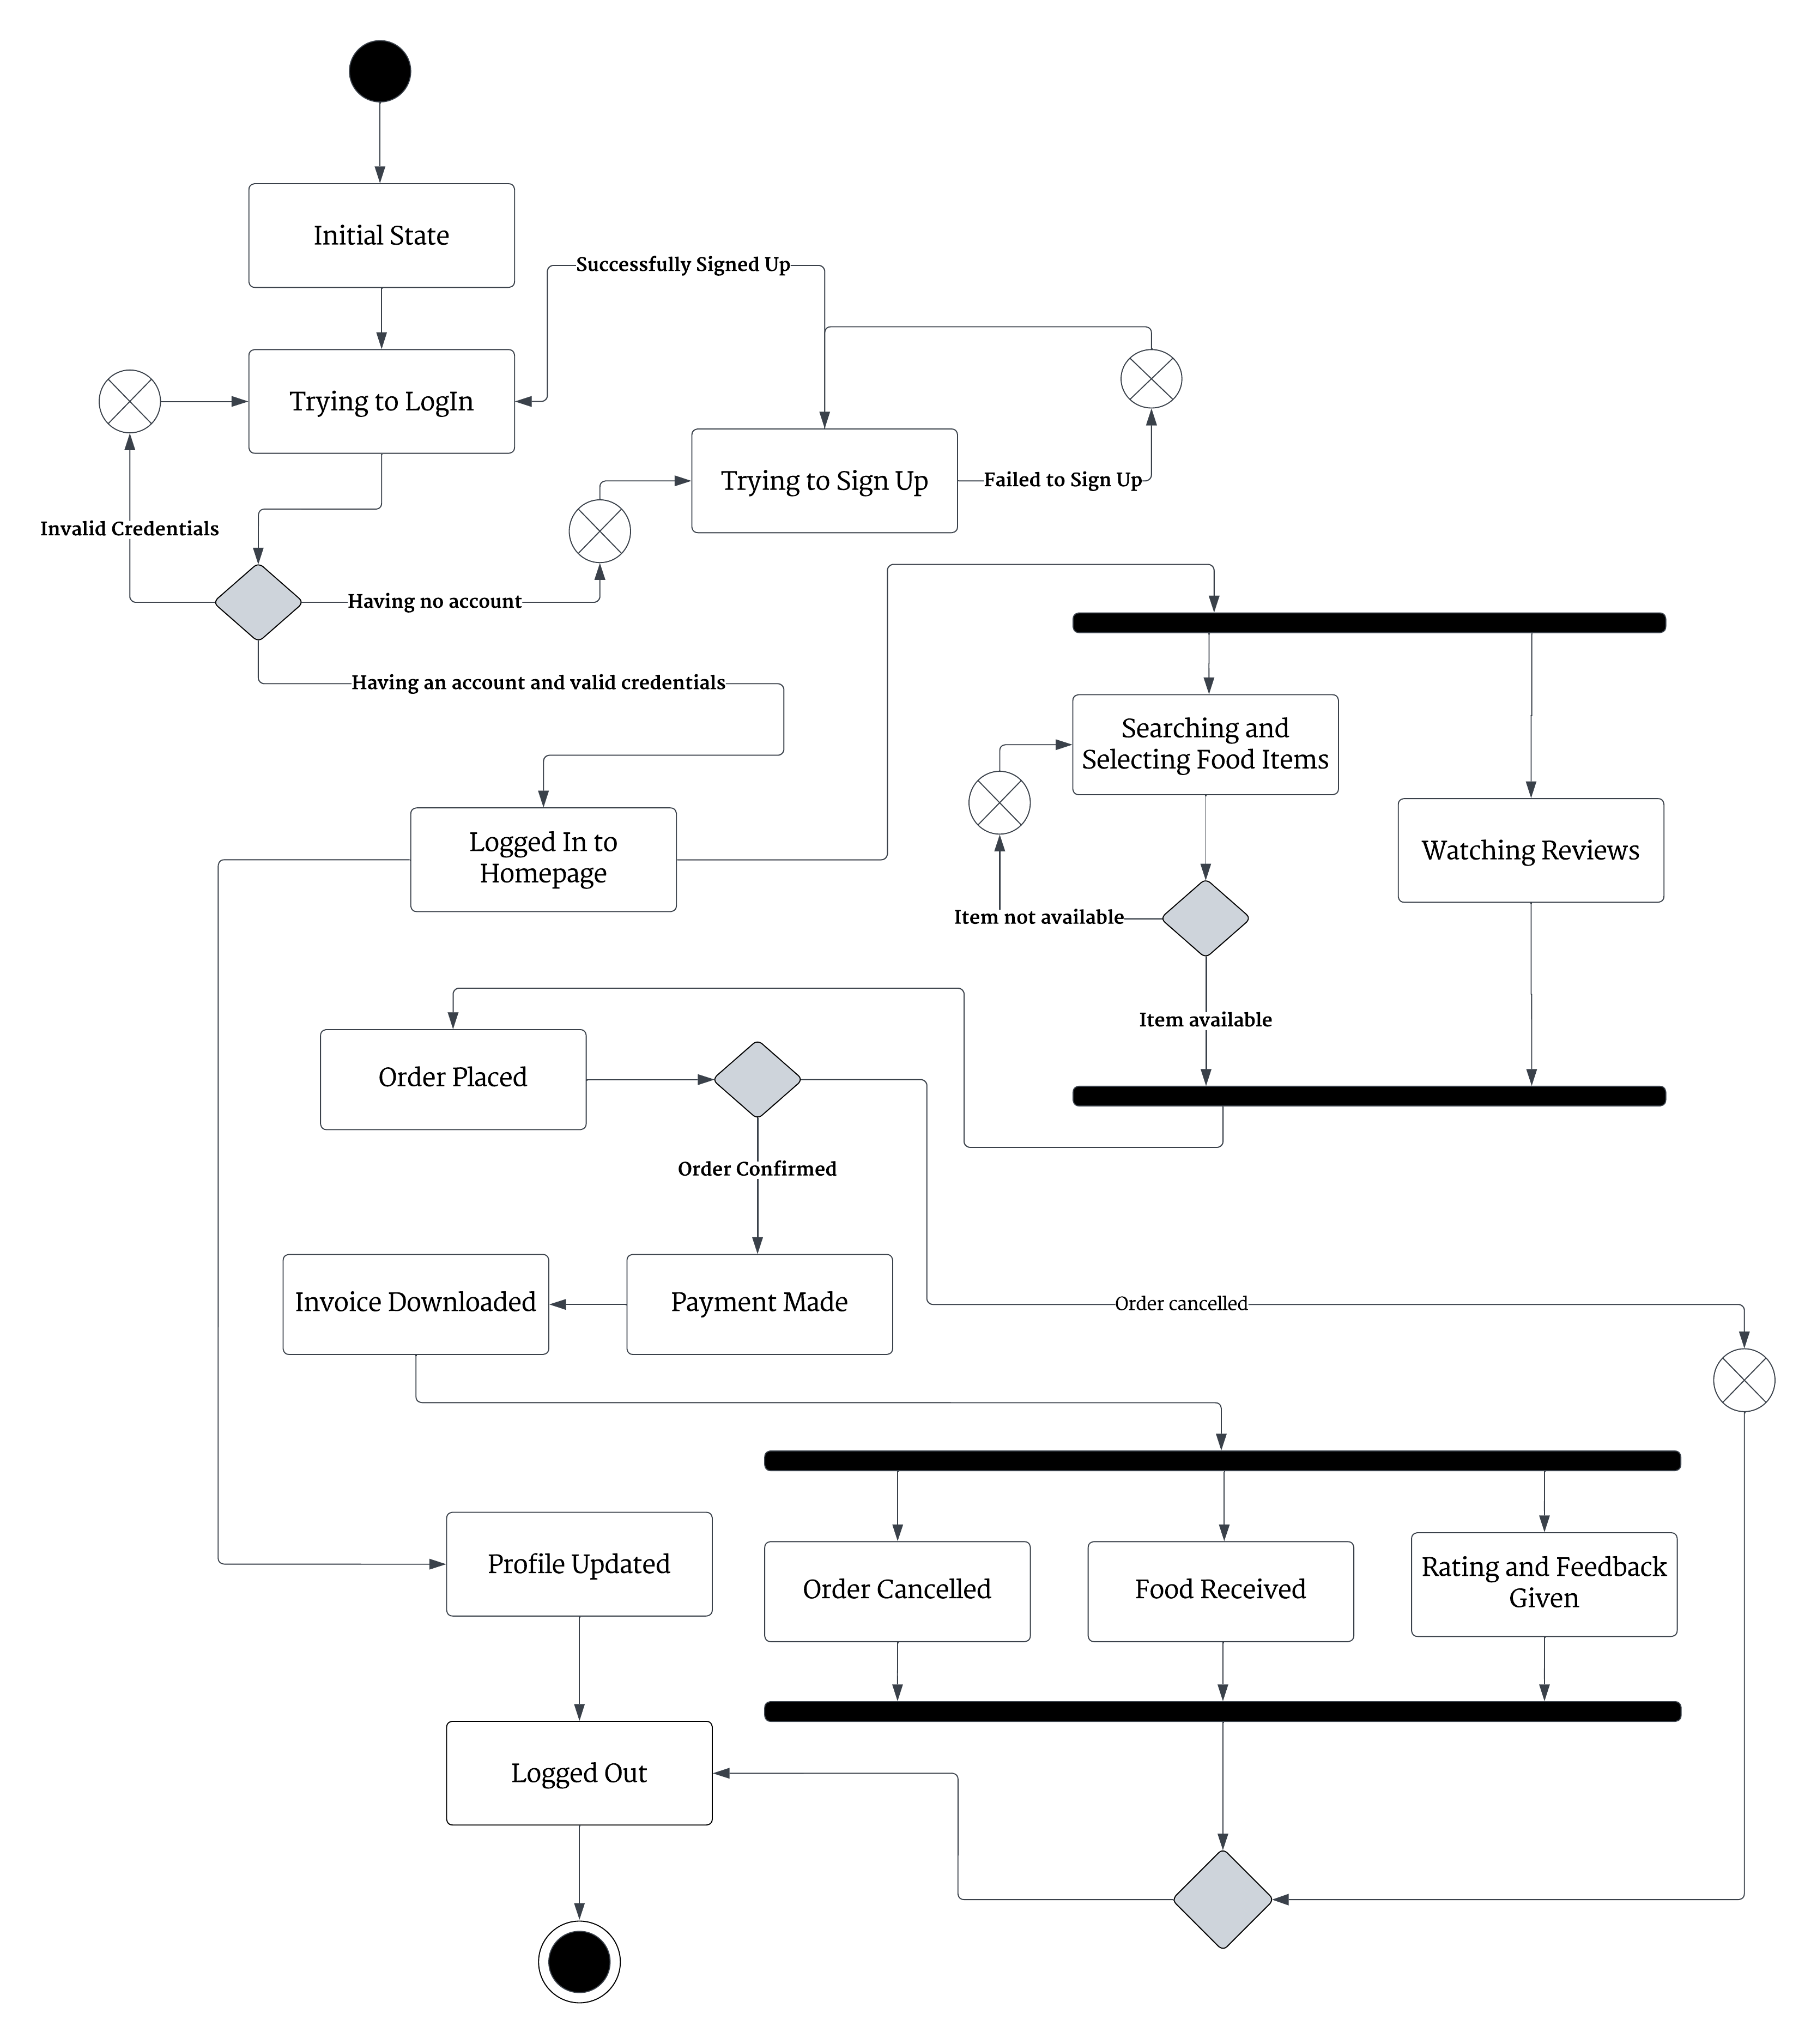 Initial State
Successfully Signed Up
Trying to LogIn
Trying to Sign Up
Failed to Sign Up
Invalid Credentials
Having no account
Having an account and valid credentials
Searching and
Selecting Food Items
Logged In to
Homepage
Watching Reviews
Item not available
Item available
Order Placed
Order Confirmed
Invoice Downloaded
Payment Made
Order cancelled
Profile Updated
Order Cancelled
Food Received
Rating and Feedback
Given
Logged Out